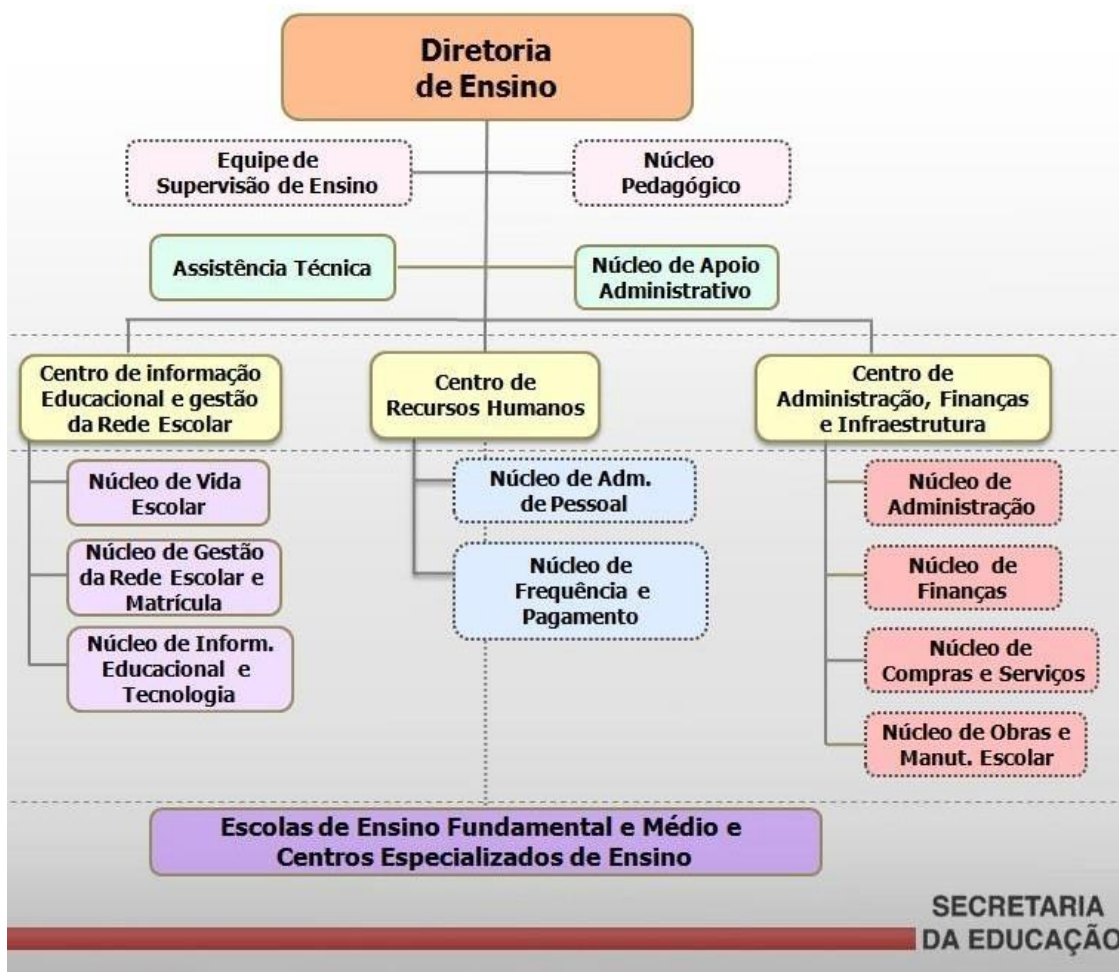 Diretoria
de Ensino
Equipe de
Supervisão de Ensino
Núcleo
Pedagógico
Assistência Técnica
Núcleo de Apoio
Administrativo
Centro de informação
Educacional e gestão
da Rede Escolar
Centro de
Recursos Humanos
Centro de
Administração, Finanças
e Infraestrutura
Núcleo de Vida
Escolar
Núcleo de Gestão
da Rede Escolar e
Matrícula
Núcleo de Inform.
Educacional e
Tecnologia
Núcleo de Adm.
de Pessoal
Núcleo de
Frequência e
Pagamento
Núcleo de
Administração
Núcleo de
Finanças
Núcleo de
Compras e Serviços
Núcleo de Obras e
Manut. Escolar
Escolas de Ensino Fundamental e Médio e
Centros Especializados de Ensino
SECRETARIA
DA EDUCAÇÃO